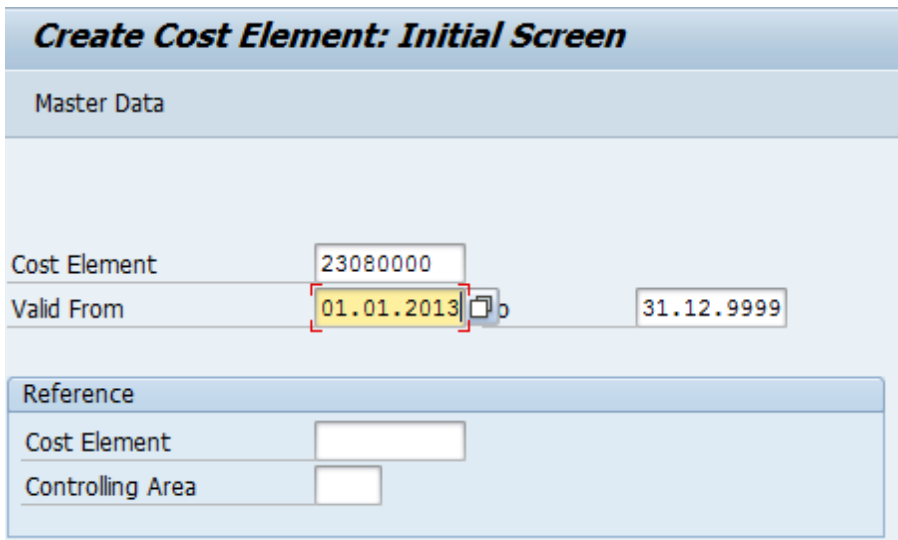 Create Cost Element: Initial Screen
Master Data
Cost Element 23080000
Valid From 01.01.2013 31.12.9999
Reference
Cost Element
Controlling Area